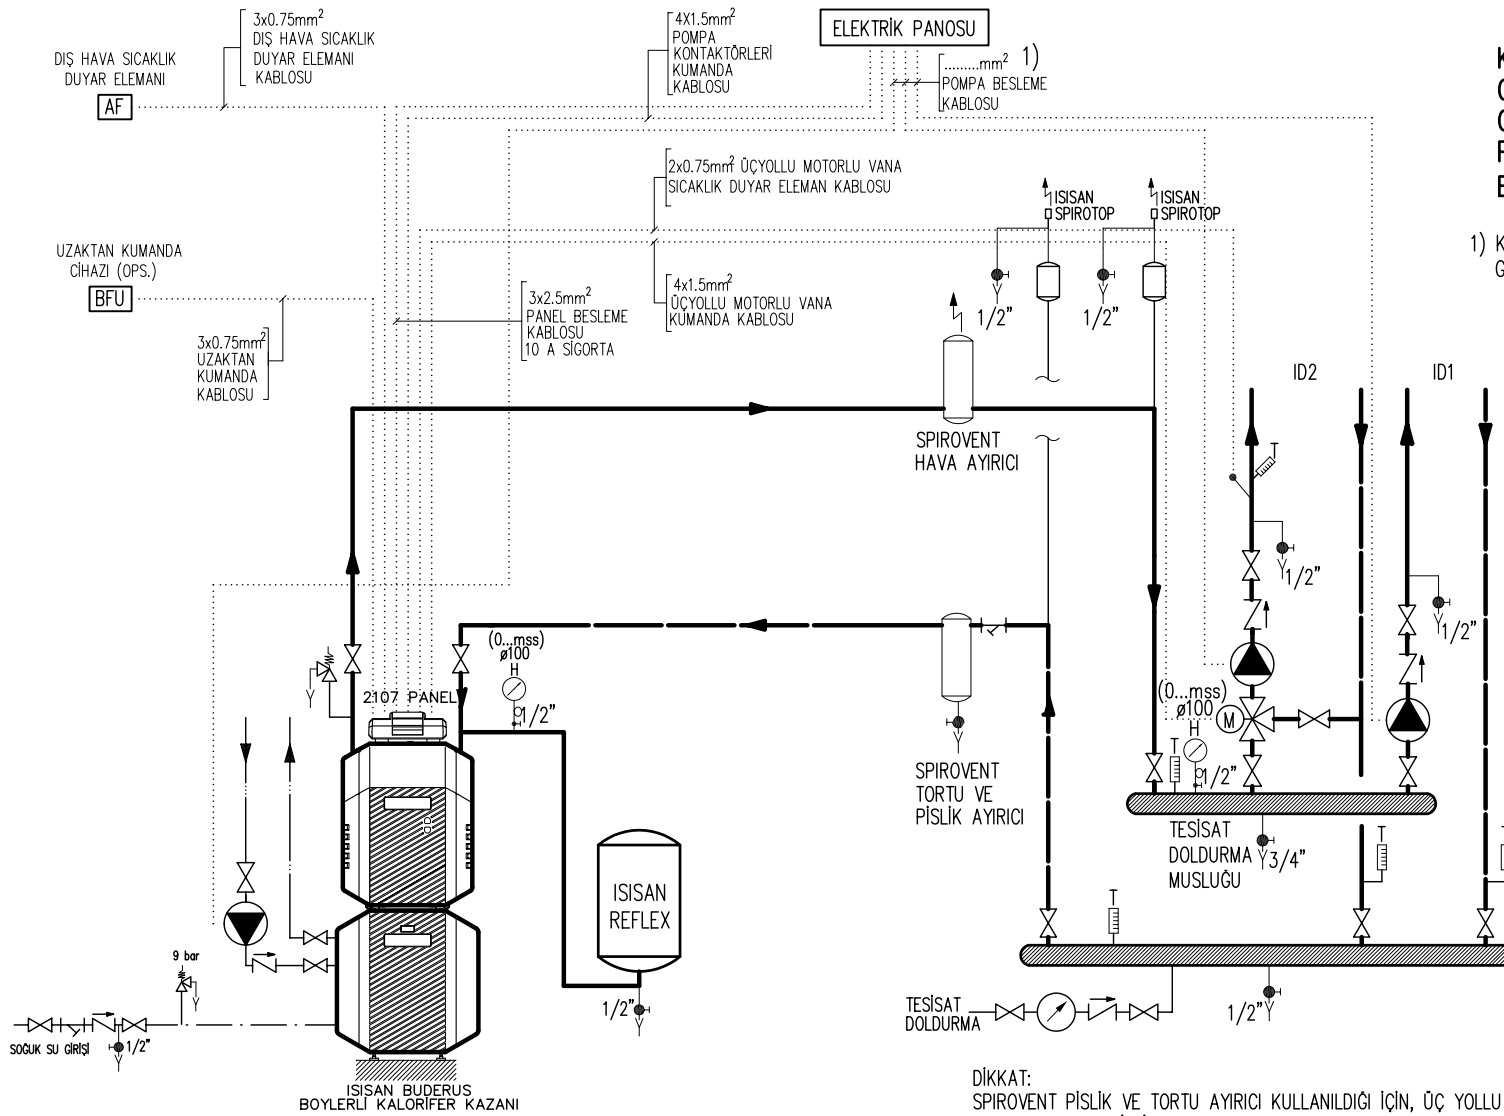 3x0.75mm²
DIŞ HAVA SICAKLIK
DUYAR ELEMANI
KABLOSU
DIŞ HAVA SICAKLIK
DUYAR ELEMANI
AF
4X1.5mm²
POMPA
KONTAKTÖRLERİ
KUMANDA
KABLOSU
ELEKTRİK PANOSU
1)
.........mm²
POMPA BESLEME
KABLOSU
2x0.75mm² ÜÇYOLLU MOTORLU VANA
SICAKLIK DUYAR ELEMAN KABLOSU
ISISAN
SPIROTOP
ISISAN
SPIROTOP
1/2"
1/2"
1) K
G
UZAKTAN KUMANDA
CİHAZI (OPS.)
BFU
3x0.75mm²
UZAKTAN
KUMANDA
KABLOSU
3x2.5mm²
PANEL BESLEME
KABLOSU
10 A SİGORTA
4x1.5mm²
ÜÇYOLLU MOTORLU VANA
KUMANDA KABLOSU
ID2
ID1
SPIROVENT
HAVA AYIRICI
T
1/2"
1/2"
(0...mss)
ø100
H
1/2"
2107 PANEL
(0...mss)
ø100
H
M
T
1/2"
SPIROVENT
TORTU VE
PİSLİK AYIRICI
TESİSAT
DOLDURMA
MUSLUĞU
3/4"
T
T
T
ISISAN
REFLEX
1/2"
9 bar
SOĞUK SU GİRİŞİ
1/2"
TESİSAT
DOLDURMA
1/2"
ISISAN BUDERUS
BOYLERLİ KALORİFER KAZANI
DİKKAT:
SPIROVENT PİSLİK VE TORTU AYIRICI KULLANILDIĞI İÇİN, ÜÇ YOLLU